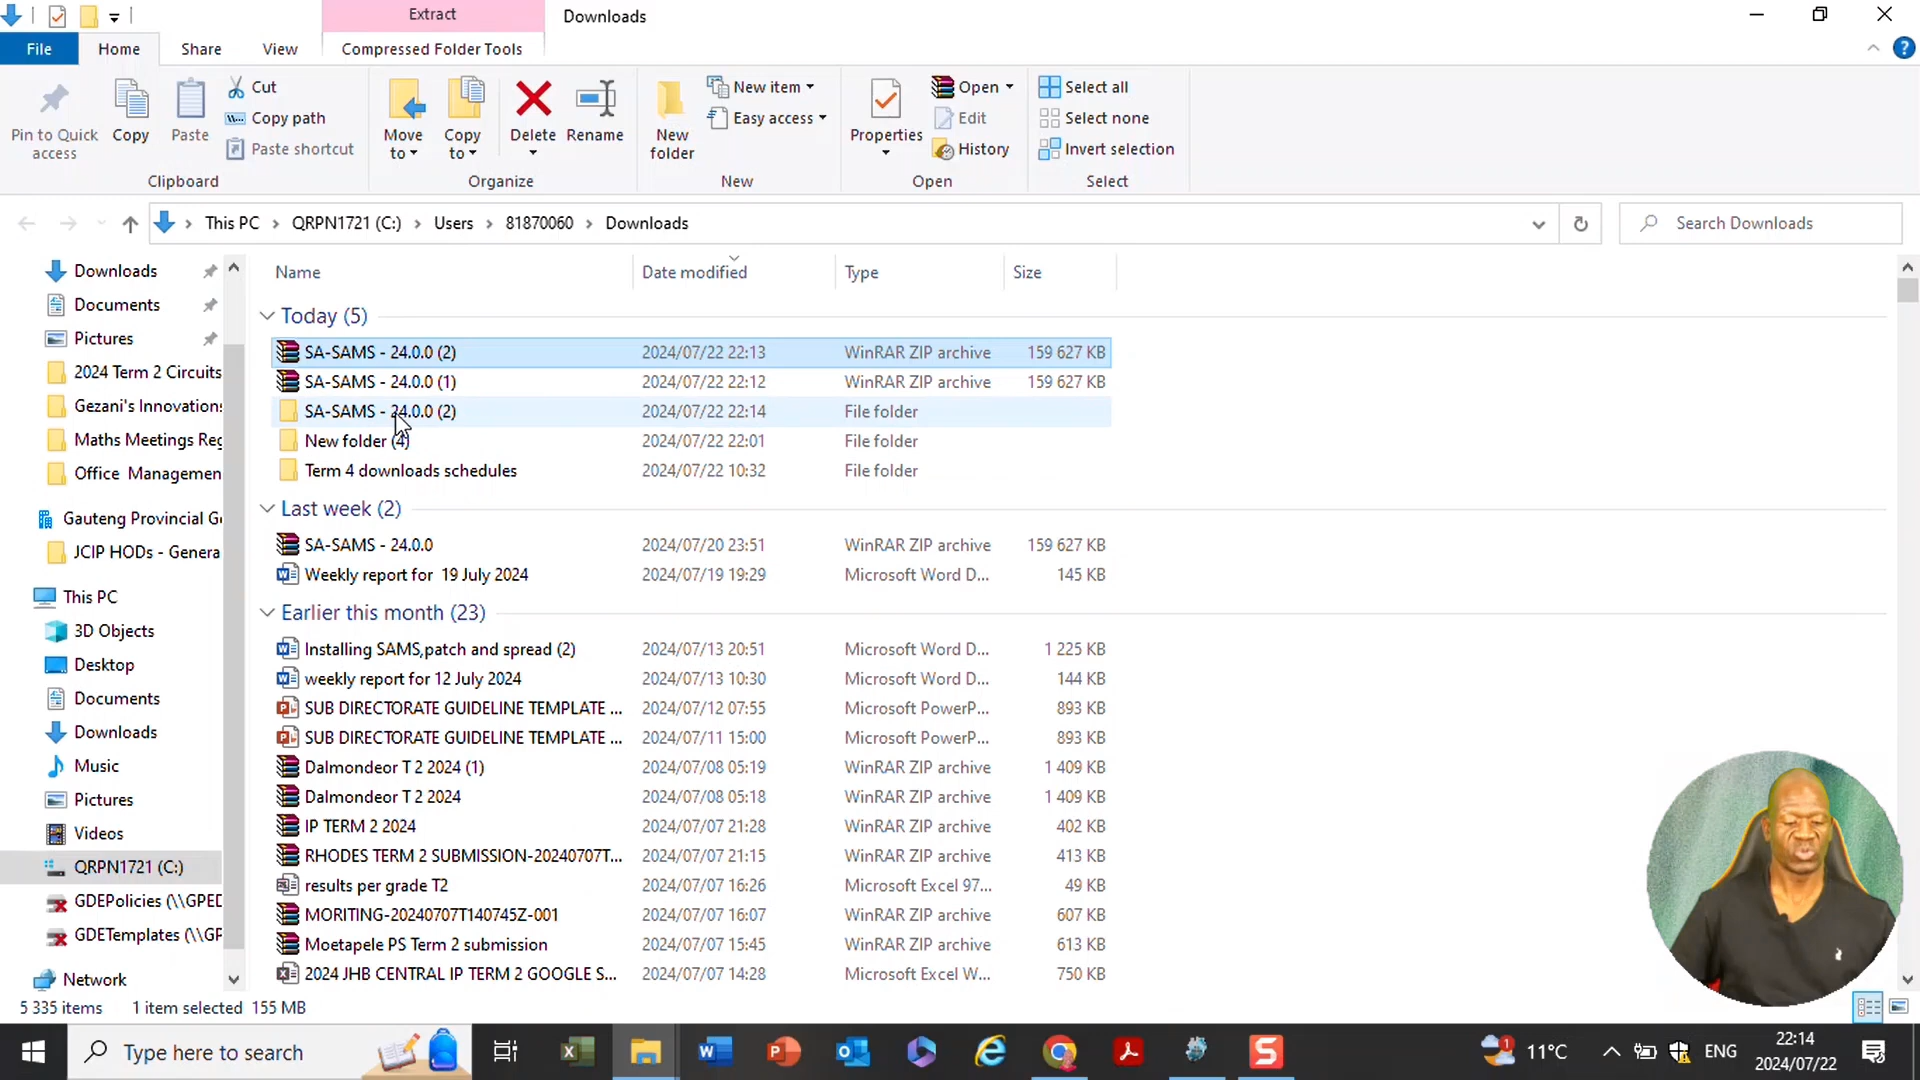 Extract
Downloads
File
Home
Share
View
Compressed Folder Tools
Pin to Quick access
Copy
Paste
Cut
Copy path
Paste shortcut
Clipboard
Move to
Copy to
Delete
Rename
Organize
New folder
New item
Easy access
New
Properties
Open
Edit
History
Open
Select all
Select none
Invert selection
Select
This PC > QRPN1721 (C:) > Users > 81870060 > Downloads
Search Downloads
Downloads
Documents
Pictures
2024 Term 2 Circuits
Gezani's Innovations
Maths Meetings Reg
Office Managemen
Gauteng Provincial Go
JCIP HODs - Genera
This PC
3D Objects
Desktop
Documents
Downloads
Music
Pictures
Videos
QRPN1721 (C:)
GDEPolicies (\\GPED
GDETemplates (\\GP
Network
Name Date modified Type Size
Today (5)
SA-SAMS - 24.0.0 (2) 2024/07/22 22:13 WinRAR ZIP archive 159 627 KB
SA-SAMS - 24.0.0 (1) 2024/07/22 22:12 WinRAR ZIP archive 159 627 KB
SA-SAMS - 24.0.0 (2) 2024/07/22 22:14 File folder
New folder (4) 2024/07/22 22:01 File folder
Term 4 downloads schedules 2024/07/22 10:32 File folder
Last week (2)
SA-SAMS - 24.0.0 2024/07/20 23:51 WinRAR ZIP archive 159 627 KB
Weekly report for 19 July 2024 2024/07/19 19:29 Microsoft Word D... 145 KB
Earlier this month (23)
Installing SAMS,patch and spread (2) 2024/07/13 20:51 Microsoft Word D... 1 225 KB
weekly report for 12 July 2024 2024/07/13 10:30 Microsoft Word D... 144 KB
SUB DIRECTORATE GUIDELINE TEMPLATE ... 2024/07/12 07:55 Microsoft PowerP... 893 KB
SUB DIRECTORATE GUIDELINE TEMPLATE ... 2024/07/11 15:00 Microsoft PowerP... 893 KB
Dalmondeor T 2 2024 (1) 2024/07/08 05:19 WinRAR ZIP archive 1 409 KB
Dalmondeor T 2 2024 2024/07/08 05:18 WinRAR ZIP archive 1 409 KB
IP TERM 2 2024 2024/07/07 21:28 WinRAR ZIP archive 402 KB
RHODES TERM 2 SUBMISSION-20240707T... 2024/07/07 21:15 WinRAR ZIP archive 413 KB
results per grade T2 2024/07/07 16:26 Microsoft Excel 97... 49 KB
MORITING-20240707T140745Z-001 2024/07/07 16:07 WinRAR ZIP archive 607 KB
Moetapele PS Term 2 submission 2024/07/07 15:45 WinRAR ZIP archive 613 KB
2024 JHB CENTRAL IP TERM 2 GOOGLE S... 2024/07/07 14:28 Microsoft Excel W... 750 KB
5 335 items 1 item selected 155 MB
Type here to search
1
11°C
ENG
22:14
2024/07/22